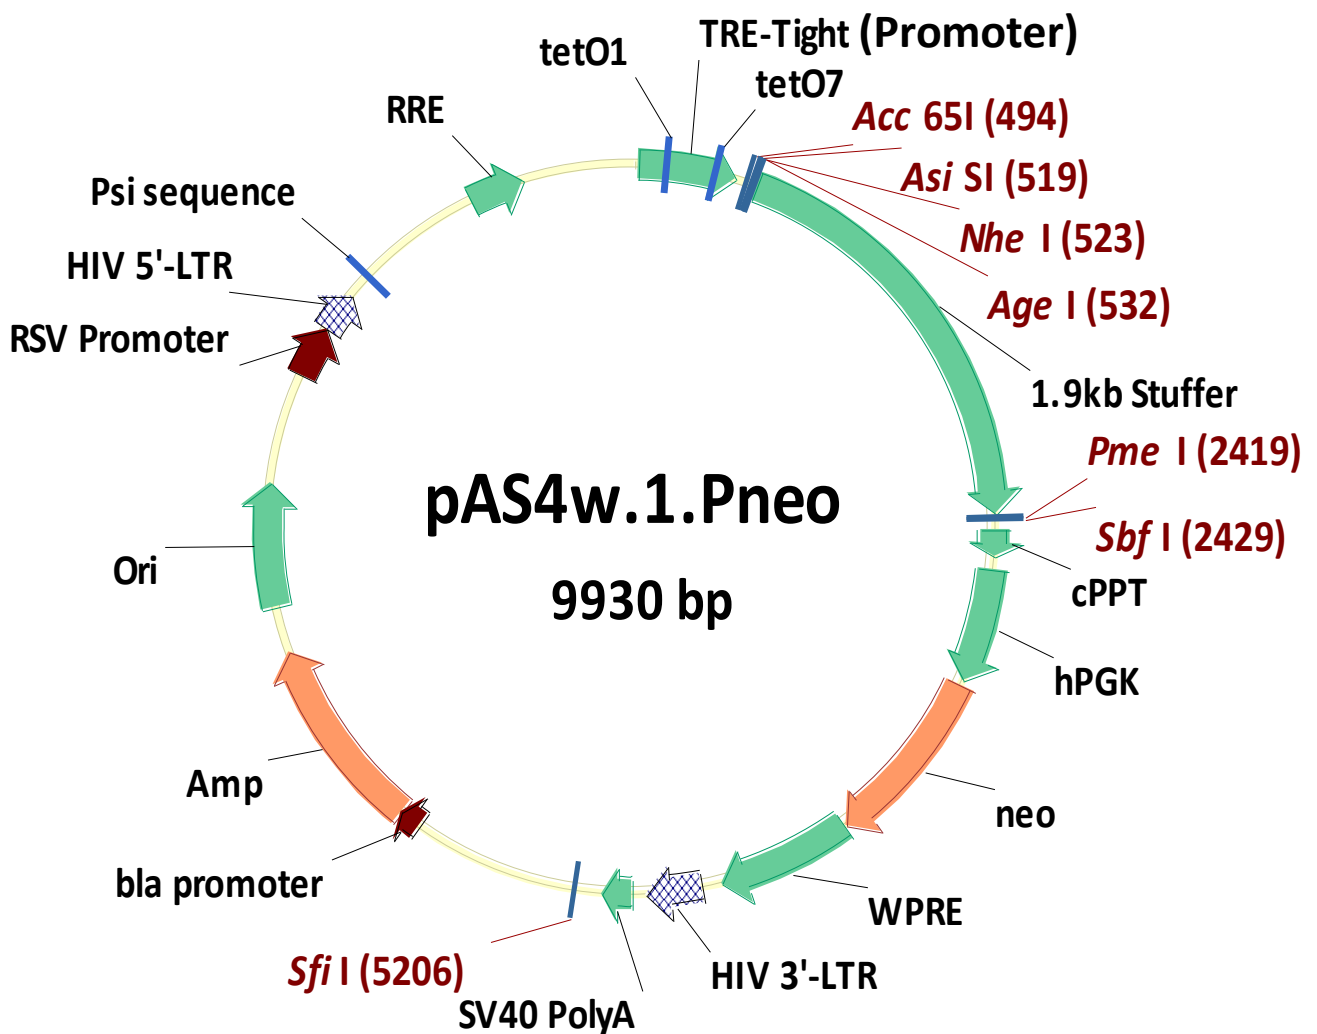 TRE-Tight (Promoter)
tetO1
tetO7
RRE
Acc 65I (494)
Asi SI (519)
Psi sequence
Nhe I (523)
HIV 5'-LTR
Age I (532)
RSV Promoter
1.9kb Stuffer
Pme I (2419)
pAS4w.1.Pneo
Sbf I (2429)
Ori
9930 bp
cPPT
hPGK
Amp
neo
bla promoter
WPRE
Sfi I (5206)
HIV 3'-LTR
SV40 PolyA